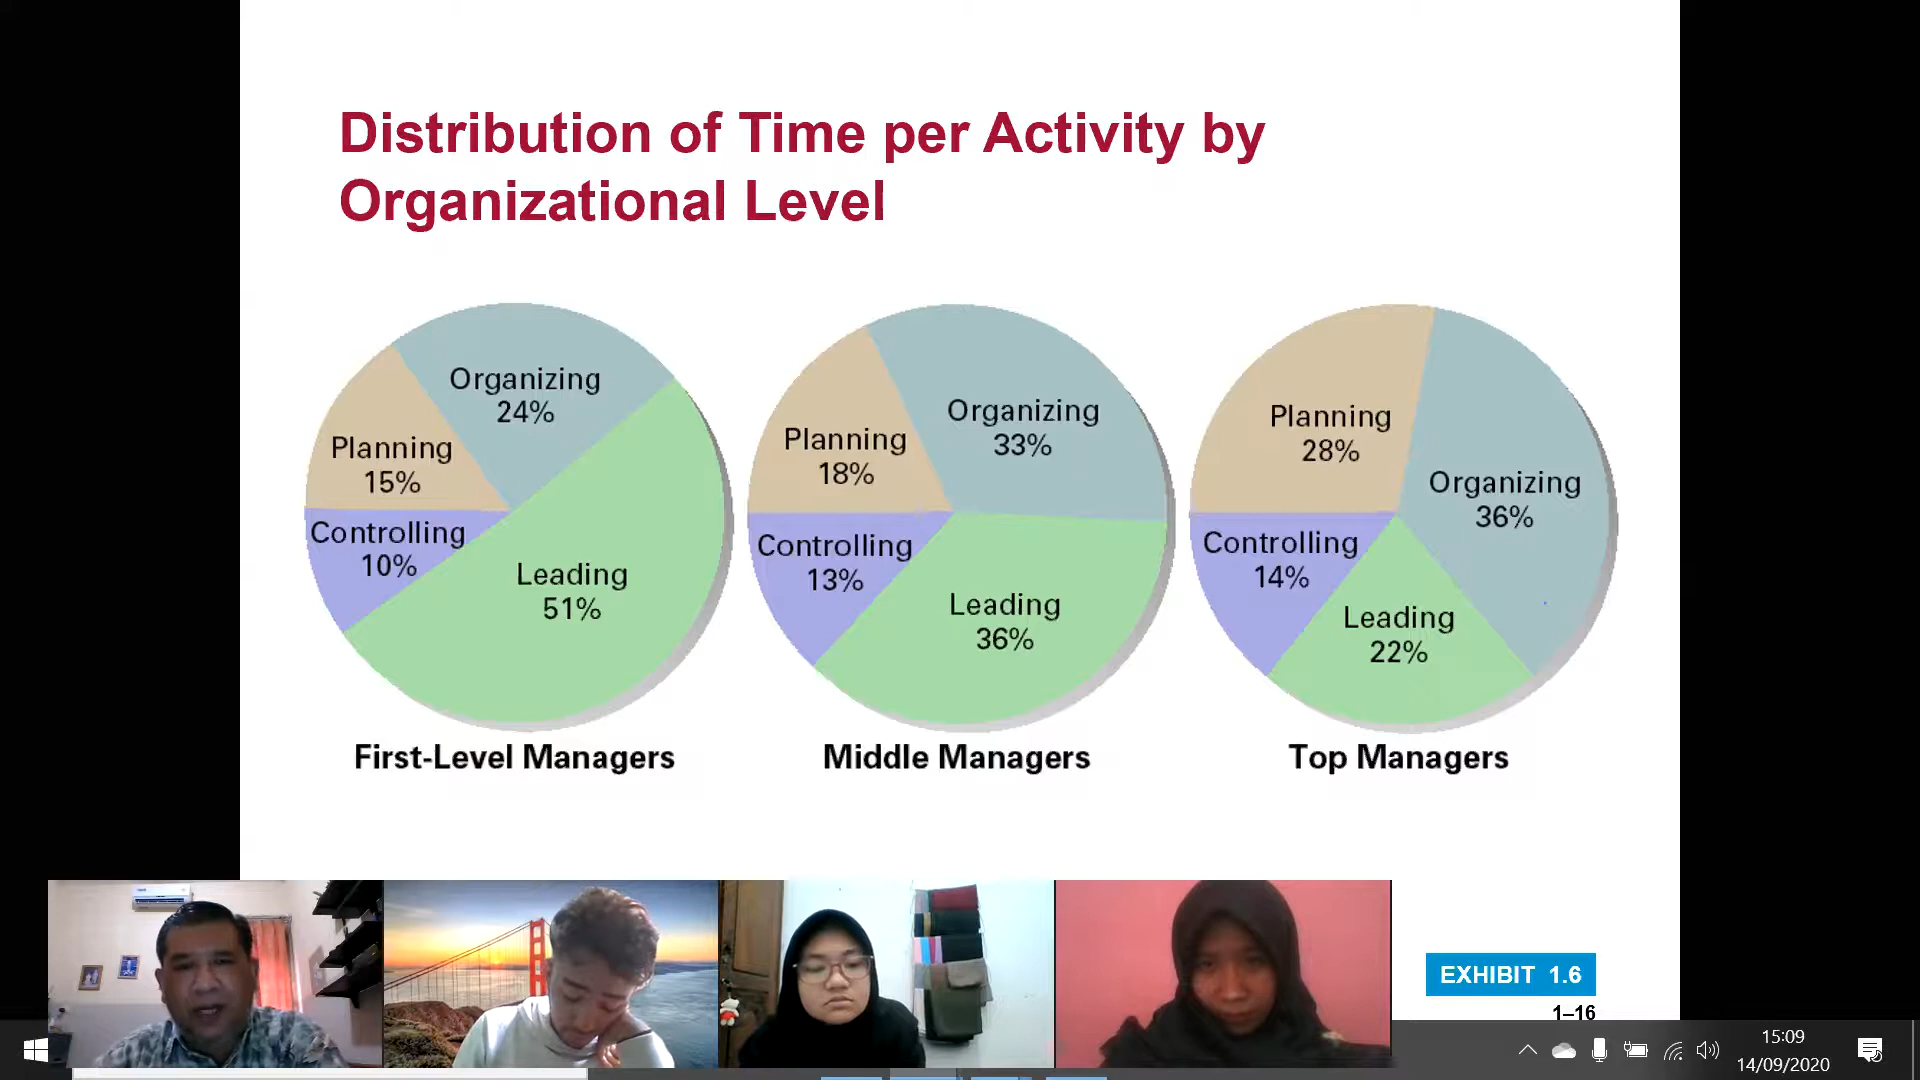 Distribution of Time per Activity by
Organizational Level
Organizing
24%
Planning
15%
Controlling
10%
Leading
51%
First-Level Managers
Organizing
33%
Planning
18%
Controlling
13%
Leading
36%
Middle Managers
Planning
28%
Organizing
36%
Controlling
14%
Leading
22%
Top Managers
EXHIBIT 1.6
1–16
15:09
14/09/2020